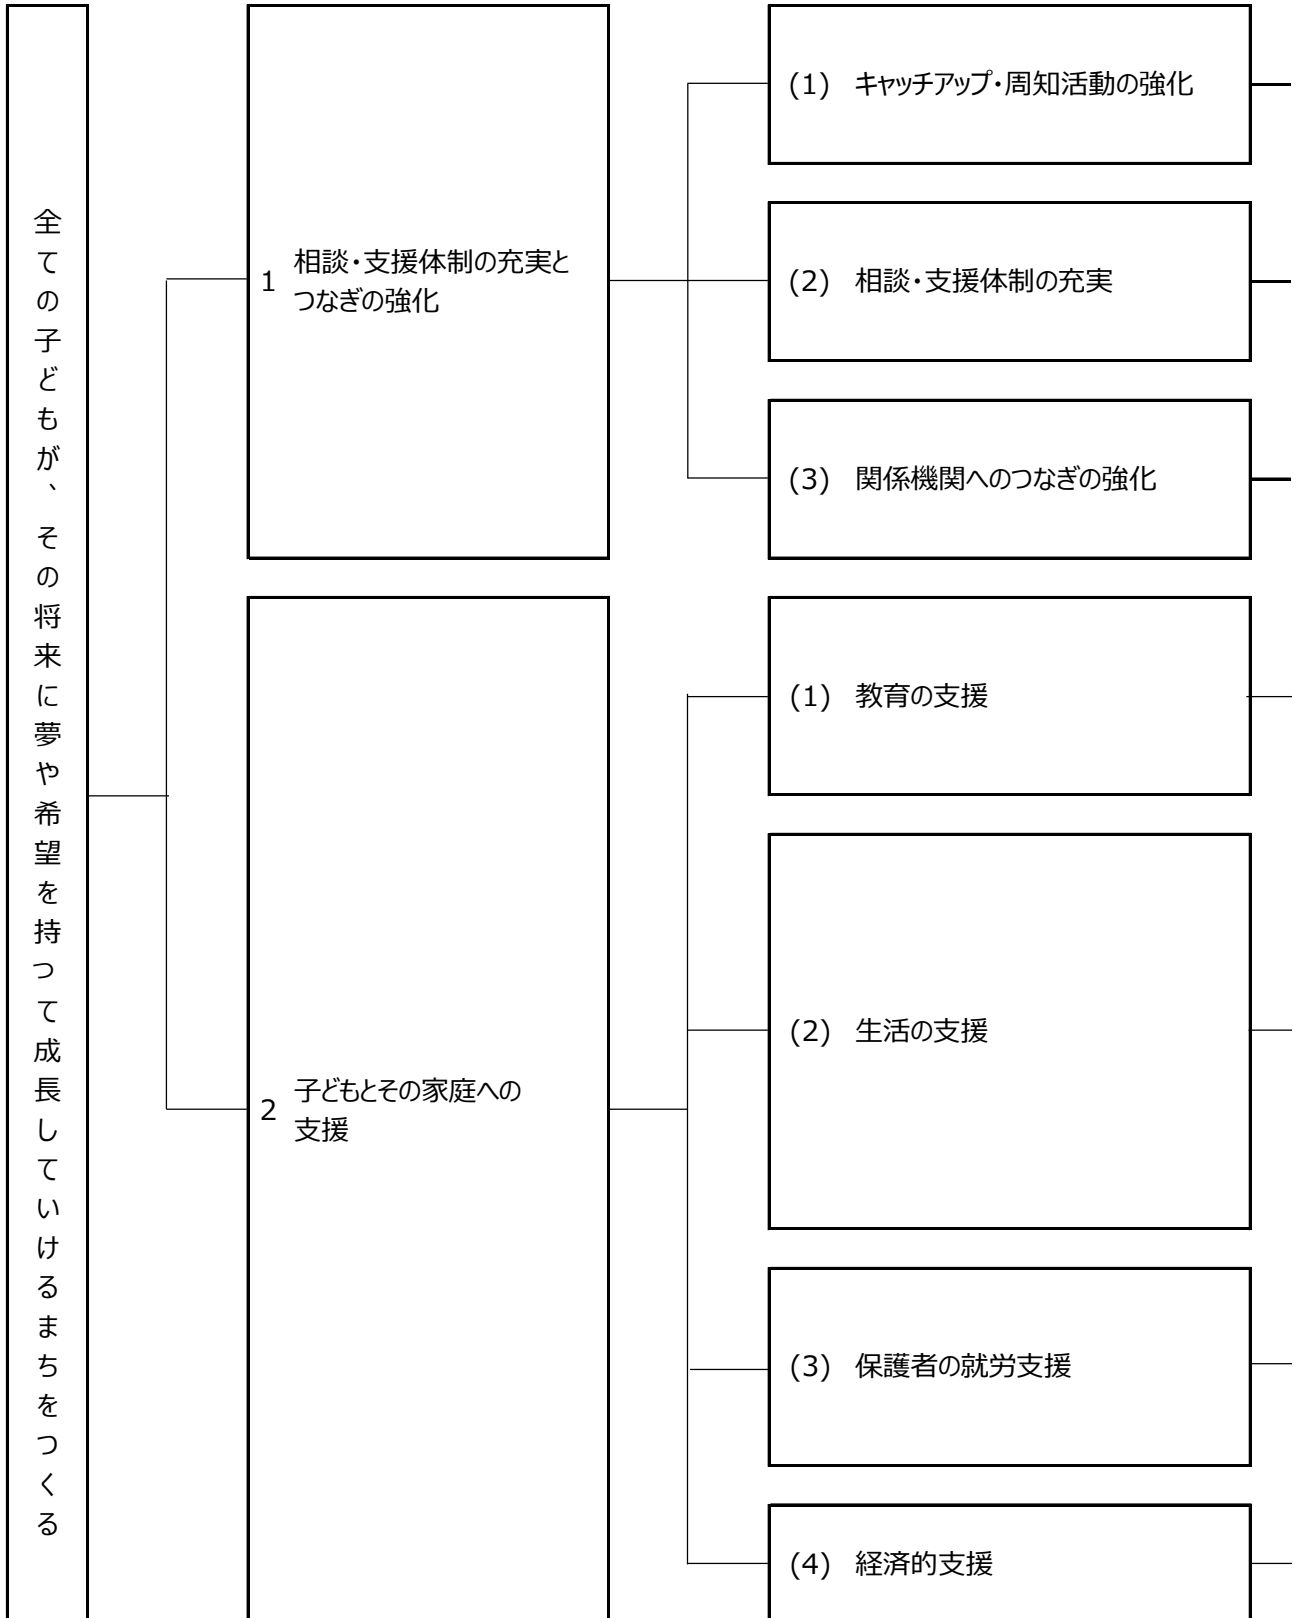 全ての子どもが、その将来に夢や希望を持って成長していけるまちをつくる
1 相談・支援体制の充実と
つなぎの強化
(1) キャッチアップ・周知活動の強化
(2) 相談・支援体制の充実
(3) 関係機関へのつなぎの強化
2 子どもとその家庭への
支援
(1) 教育の支援
(2) 生活の支援
(3) 保護者の就労支援
(4) 経済的支援